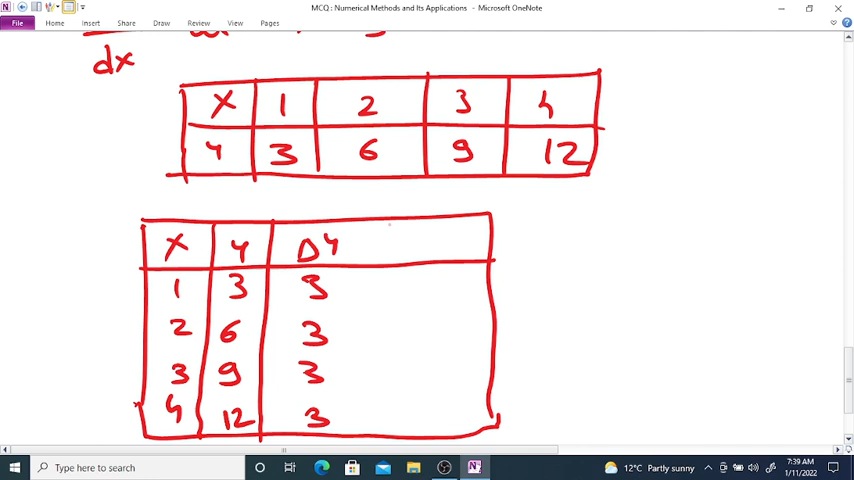 MCQ : Numerical Methods and Its Applications - OneNote
File Home Insert Share Draw History Review View Pages
dx
X 1 2 3 4
y 3 6 9 12
X y Δy
1 3 3
2 6 3
3 9 3
4 12 3
Type here to search
12°C Partly sunny
7:39 AM
1/11/2022